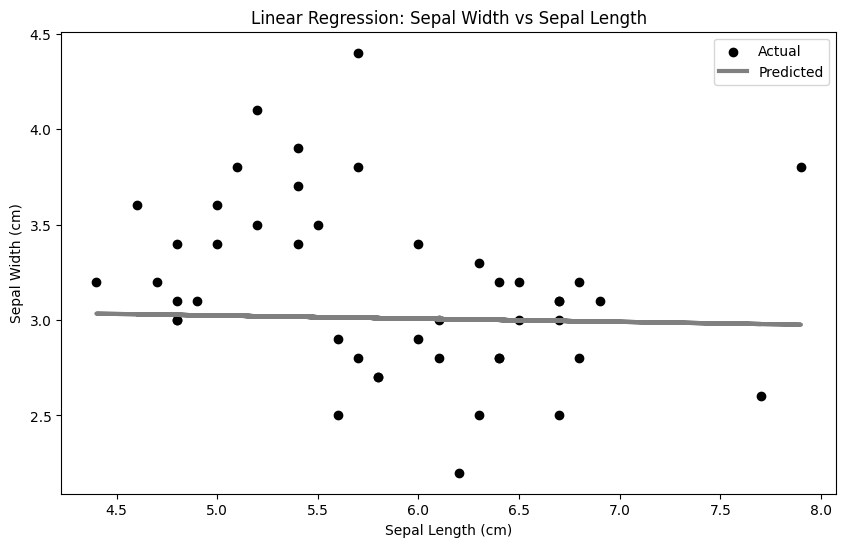 Linear Regression: Sepal Width vs Sepal Length
Actual
Predicted
Sepal Width (cm)
4.5
4.0
3.5
3.0
2.5
4.5 5.0 5.5 6.0 6.5 7.0 7.5 8.0
Sepal Length (cm)